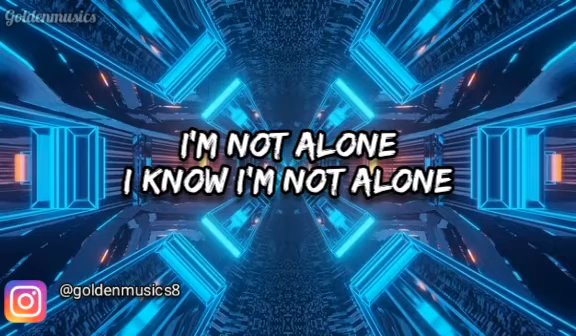 Goldenmusics
I'M NOT ALONE
I KNOW I'M NOT ALONE
@goldenmusics8